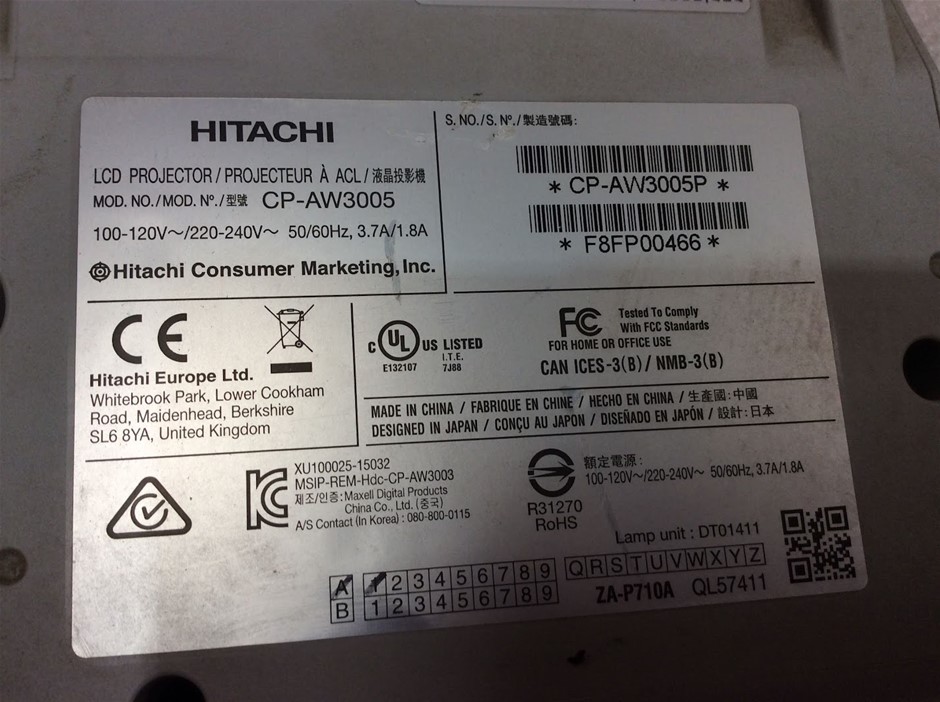 HITACHI
LCD PROJECTOR / PROJECTEUR À ACL / 液晶投影機
MOD. NO./MOD. Nº./型號 CP-AW3005
100-120V～/220-240V～ 50/60Hz, 3.7A/1.8A
Hitachi Consumer Marketing, Inc.
S. NO./S. Nº./製造號碼:
* CP-AW3005P *
* F8FP00466 *
CE
Hitachi Europe Ltd.
Whitebrook Park, Lower Cookham
Road, Maidenhead, Berkshire
SL6 8YA, United Kingdom
C UL US LISTED
I.T.E.
E132107 7J88
FC Tested To Comply
With FCC Standards
FOR HOME OR OFFICE USE
CAN ICES-3(B) / NMB-3(B)
MADE IN CHINA / FABRIQUE EN CHINE / HECHO EN CHINA / 生產國: 中國
DESIGNED IN JAPAN / CONÇU AU JAPON / DISEÑADO EN JAPÓN / 設計: 日本
XU100025-15032
MSIP-REM-Hdc-CP-AW3003
제조/인증: Maxell Digital Products
China Co., Ltd. (중국)
A/S Contact (In Korea) : 080-800-0115
額定電源:
100-120V～/220-240V～ 50/60Hz, 3.7A/1.8A
R31270
RoHS
Lamp unit : DT01411
A 1 2 3 4 5 6 7 8 9 Q R S T U V W X Y Z
B 1 2 3 4 5 6 7 8 9 ZA-P710A QL57411